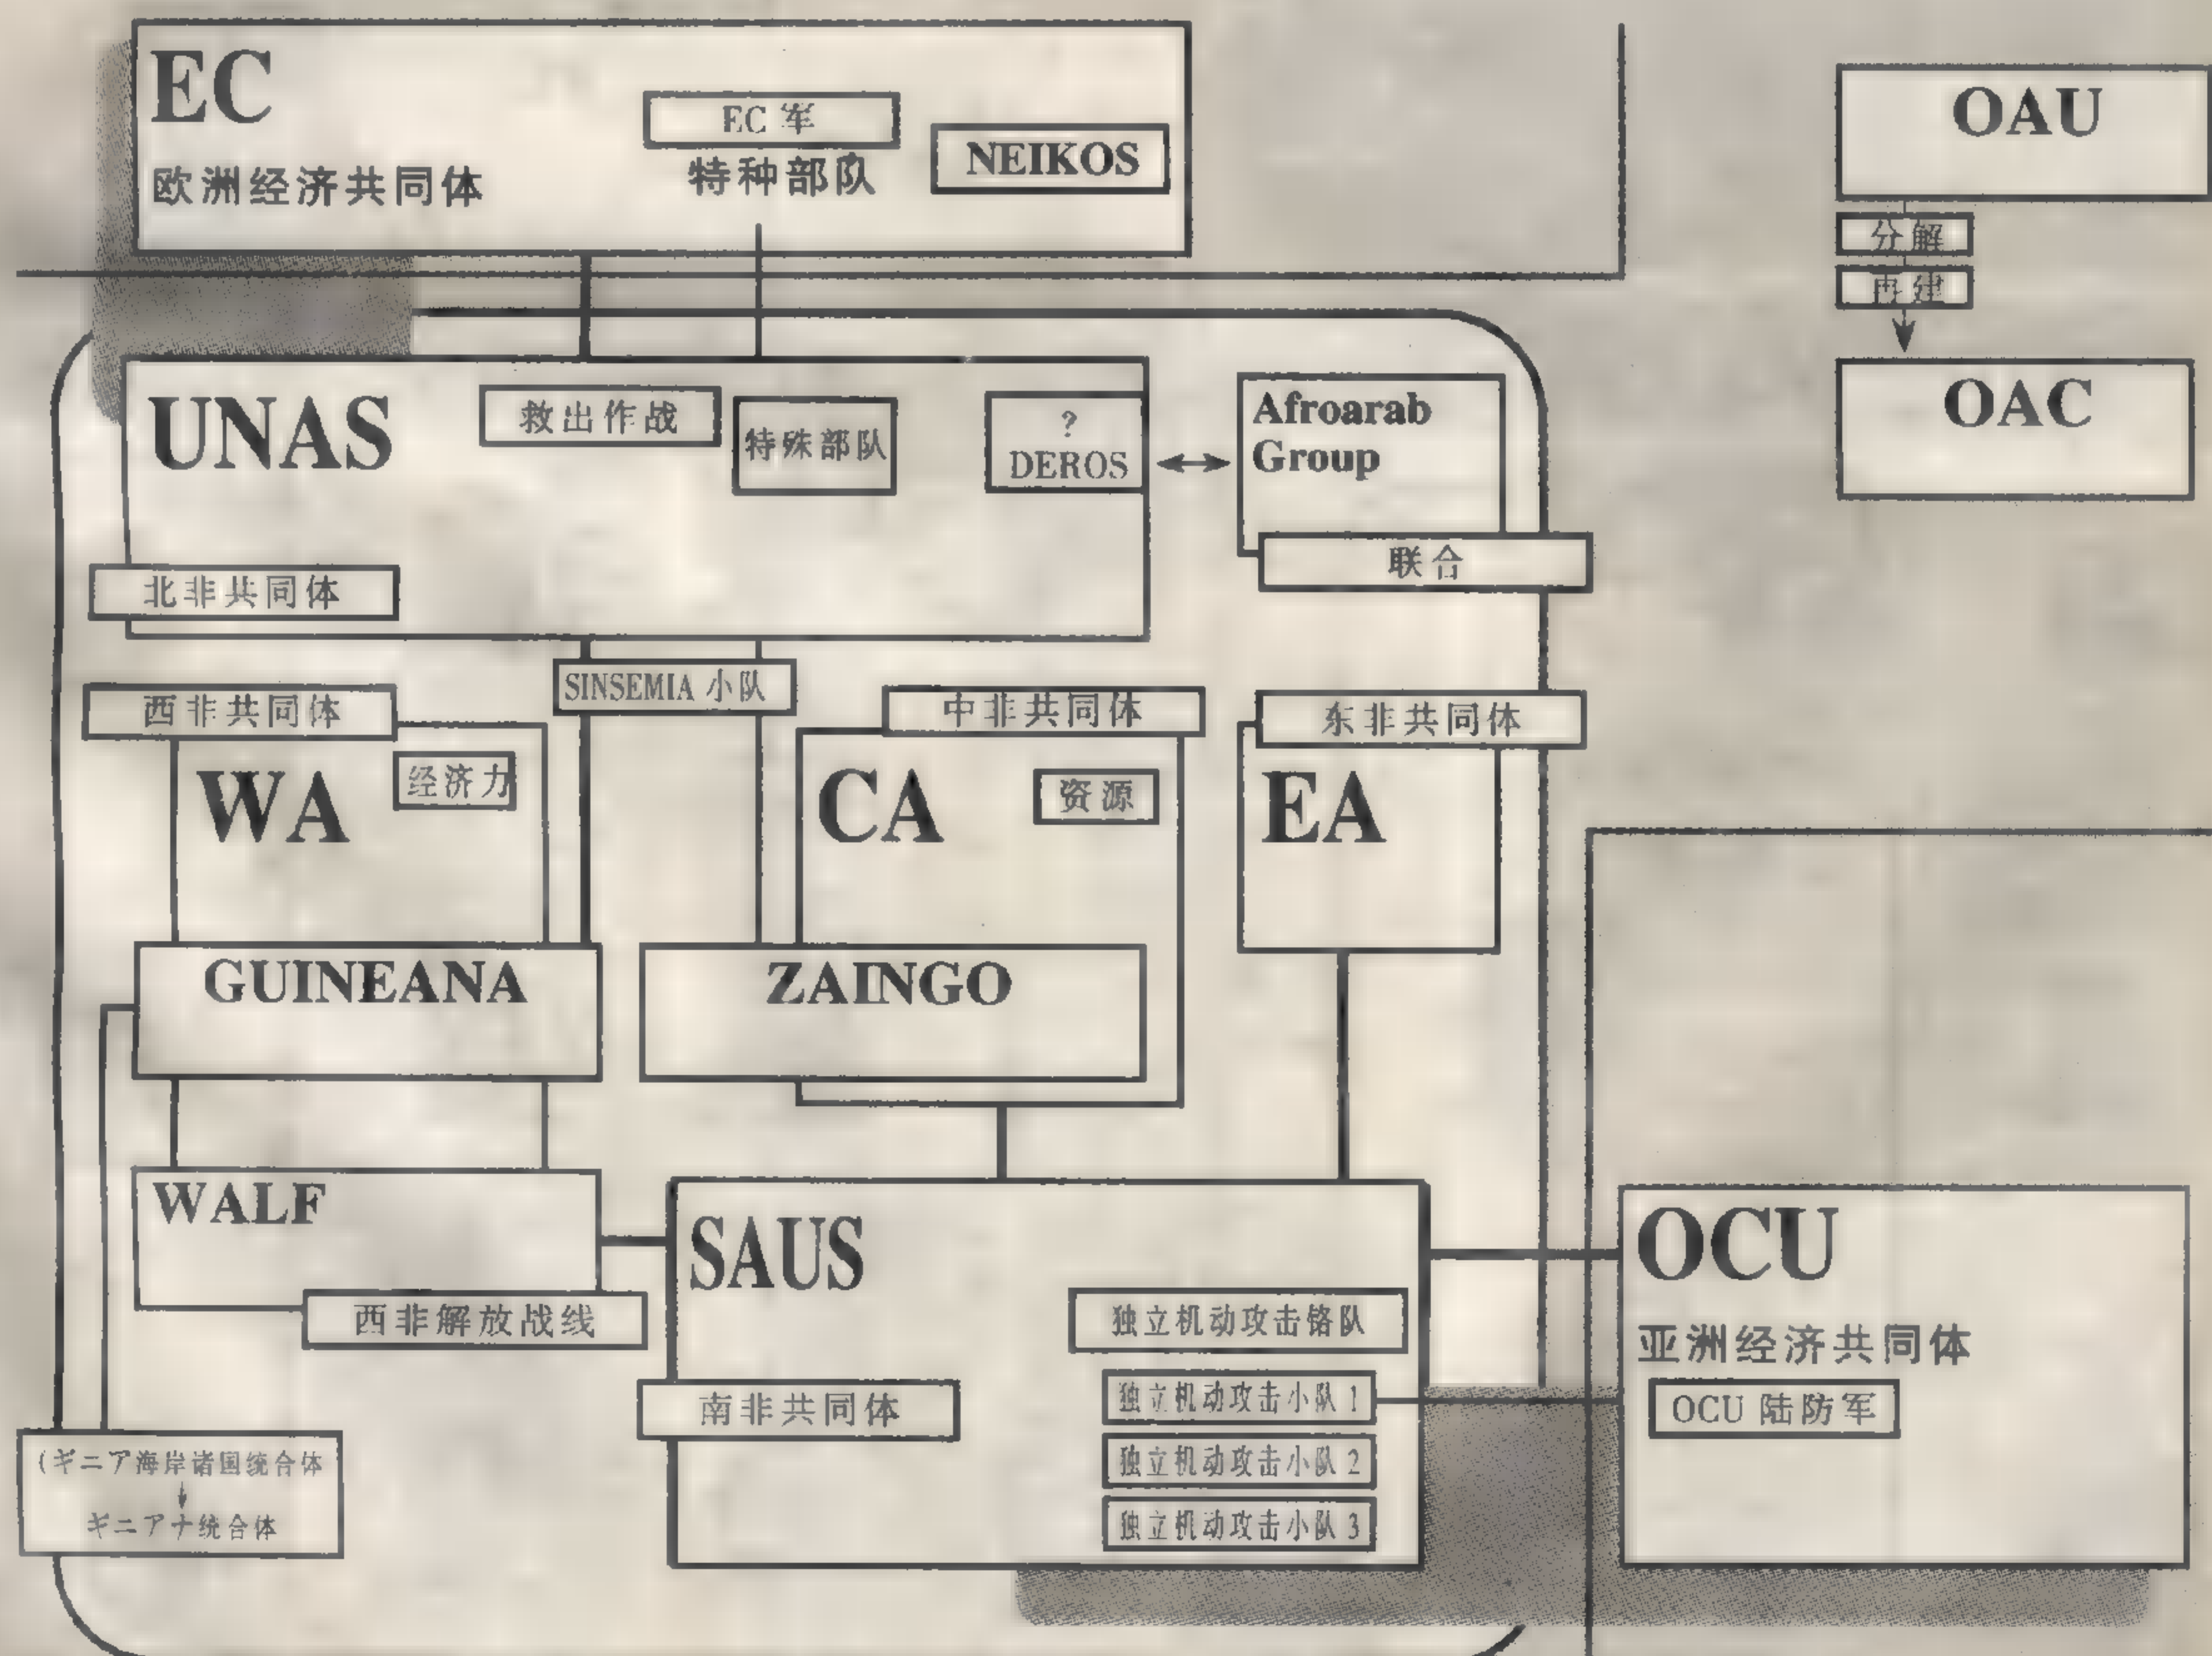 EC
欧洲经济共同体
EC 军
特种部队
NEIKOS
OAU
分解
再建
OAC
UNAS
救出作战
特殊部队
?
DEROS
北非共同体
Afroarab
Group
联合
SINSEMIA 小队
西非共同体
WA
经济力
中非共同体
CA
资源
东非共同体
EA
GUINEANA
ZAINGO
WALF
西非解放战线
SAUS
独立机动攻击铬队
南非共同体
独立机动攻击小队 1
独立机动攻击小队 2
独立机动攻击小队 3
OCU
亚洲经济共同体
OCU 陆防军
(ギニア海岸诸国统合体
↓
ギニアナ统合体